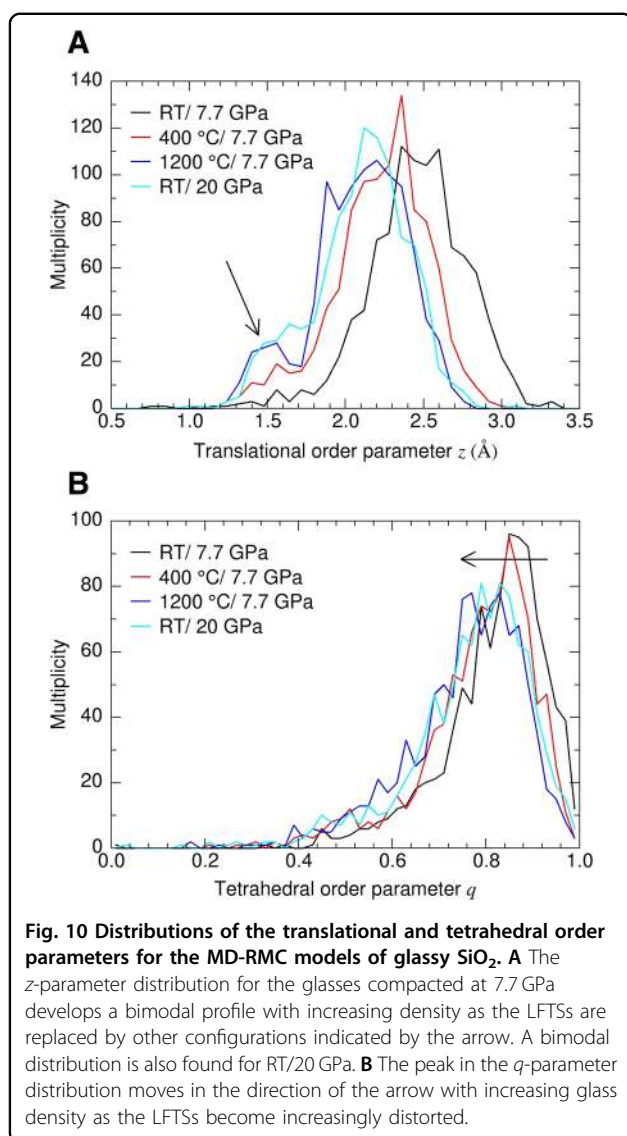 A
140
120
100
80
60
40
20
0
Multiplicity
RT/ 7.7 GPa
400 °C/ 7.7 GPa
1200 °C/ 7.7 GPa
RT/ 20 GPa
0.5 1.0 1.5 2.0 2.5 3.0 3.5
Translational order parameter z (Å)
B
100
80
60
40
20
0
Multiplicity
RT/ 7.7 GPa
400 °C/ 7.7 GPa
1200 °C/ 7.7 GPa
RT/ 20 GPa
0.0 0.2 0.4 0.6 0.8 1.0
Tetrahedral order parameter q
Fig. 10 Distributions of the translational and tetrahedral order
parameters for the MD-RMC models of glassy SiO₂. A The
z-parameter distribution for the glasses compacted at 7.7 GPa
develops a bimodal profile with increasing density as the LFTSs are
replaced by other configurations indicated by the arrow. A bimodal
distribution is also found for RT/20 GPa. B The peak in the q-parameter
distribution moves in the direction of the arrow with increasing glass
density as the LFTSs become increasingly distorted.